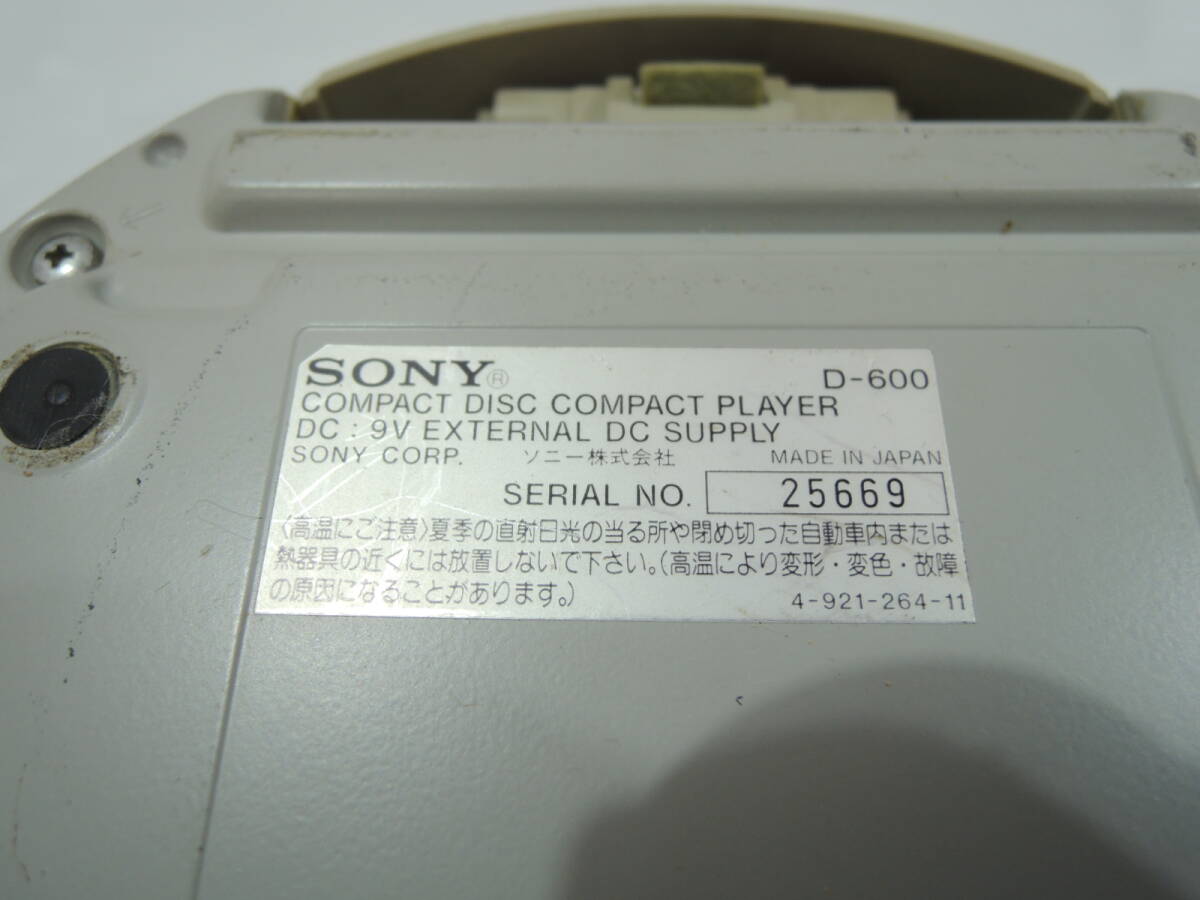 SONY® D-600
COMPACT DISC COMPACT PLAYER
DC : 9V EXTERNAL DC SUPPLY
SONY CORP. ソニー株式会社 MADE IN JAPAN
SERIAL NO. 25669
〈高温にご注意〉夏季の直射日光の当る所や閉め切った自動車内または
熱器具の近くには放置しないで下さい。(高温により変形・変色・故障
の原因になることがあります。)
4-921-264-11